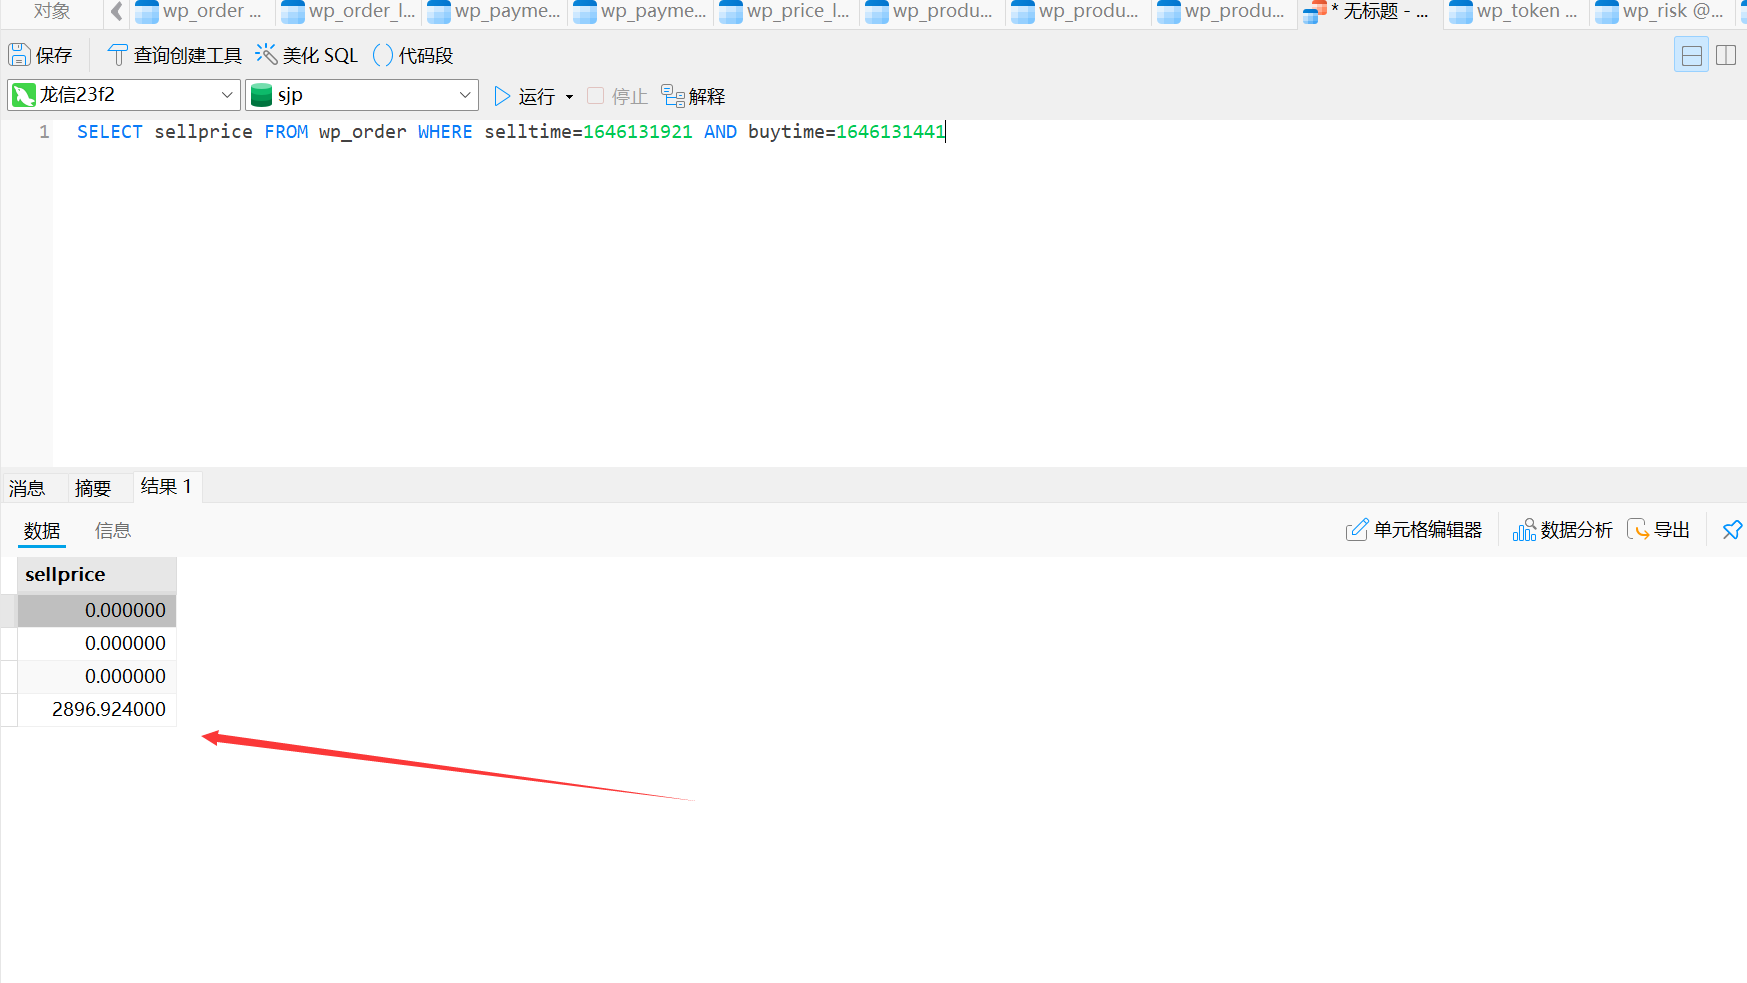 对象 wp_order ... wp_order_l... wp_payme... wp_payme... wp_price_l... wp_produ... wp_produ... wp_produ... * 无标题 - ... wp_token ... wp_risk @...
保存 查询创建工具 美化 SQL () 代码段
龙信23f2 sjp 运行 停止 解释
1 SELECT sellprice FROM wp_order WHERE selltime=1646131921 AND buytime=1646131441
消息 摘要 结果 1
数据 信息 单元格编辑器 数据分析 导出
sellprice
0.000000
0.000000
0.000000
2896.924000